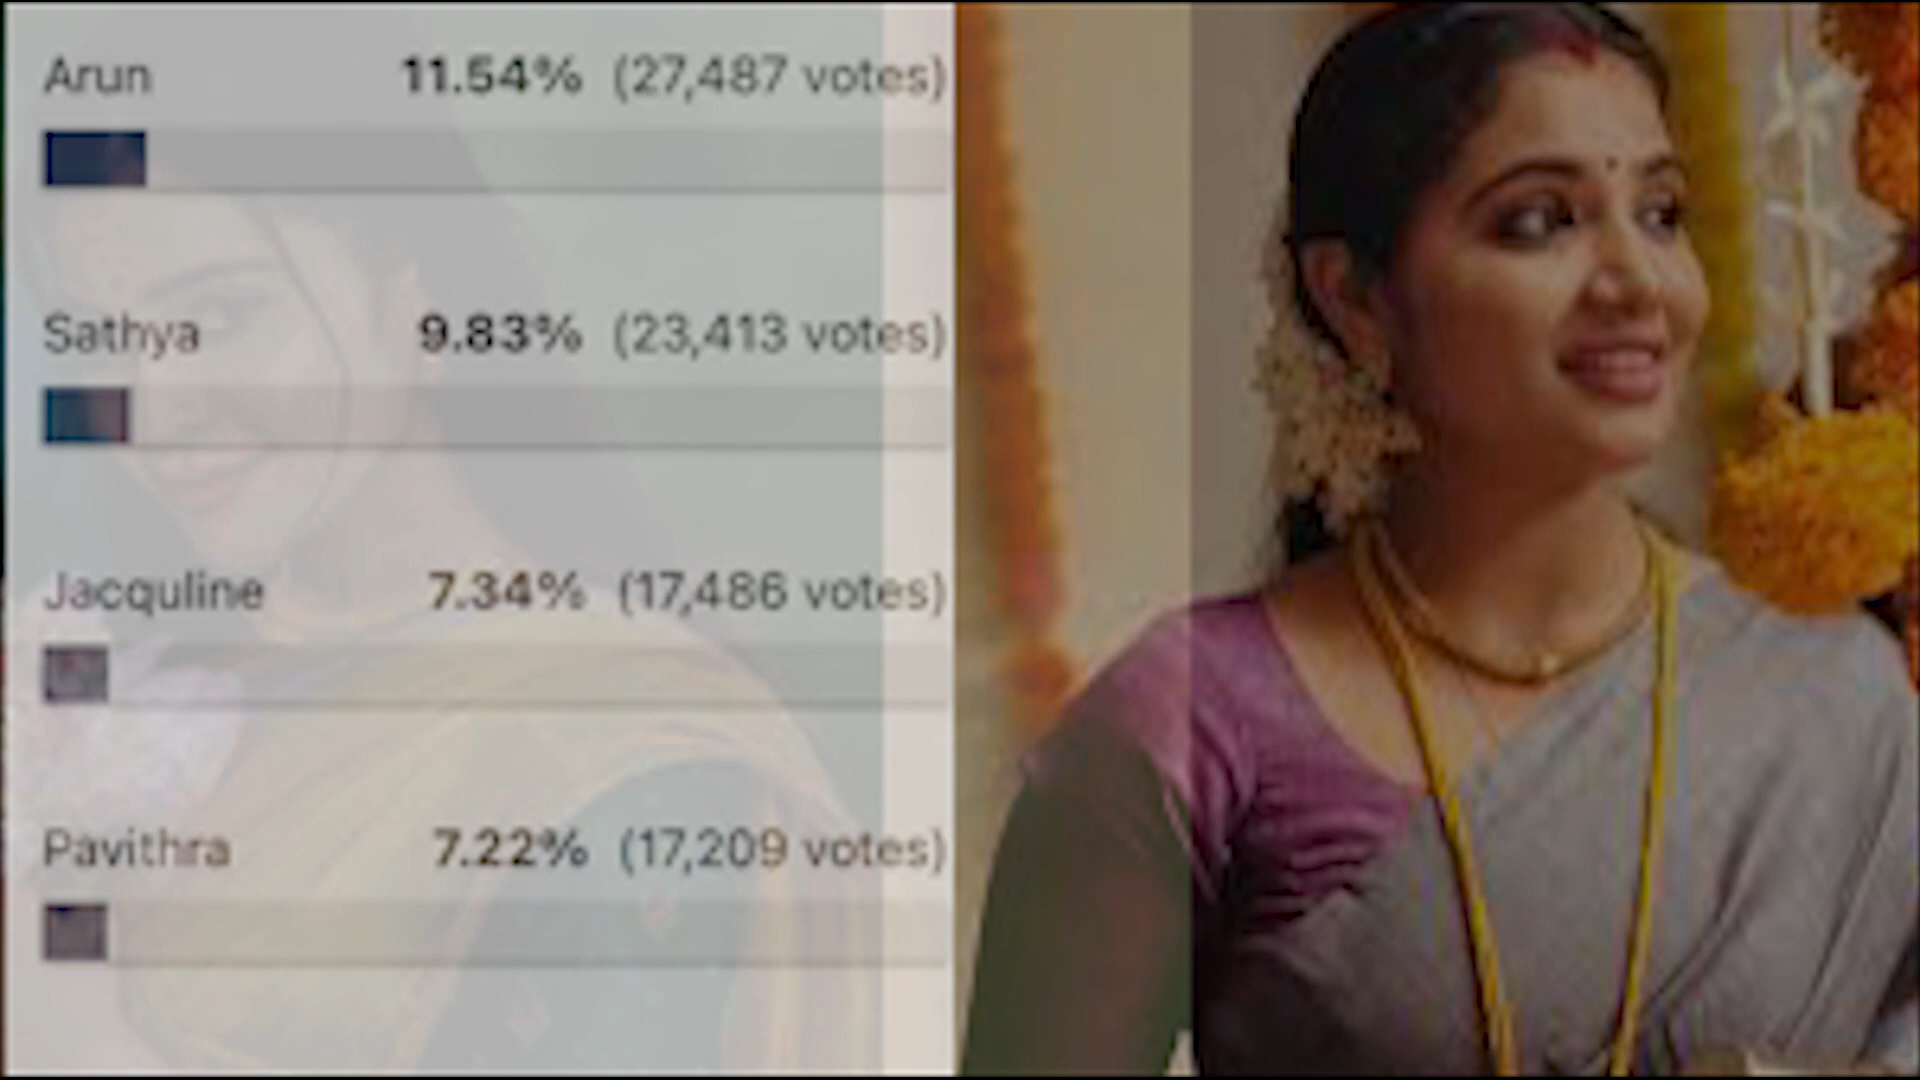 Arun 11.54% (27,487 votes)
Sathya 9.83% (23,413 votes)
Jacquline 7.34% (17,486 votes)
Pavithra 7.22% (17,209 votes)